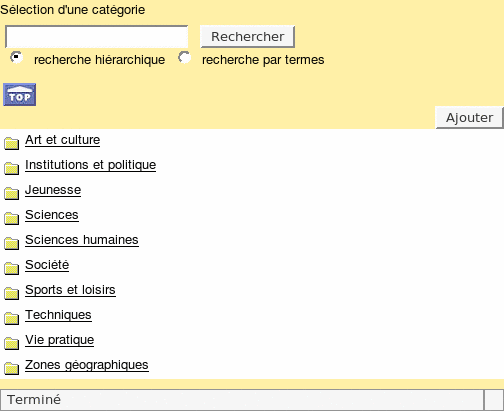 Sélection d'une catégorie
Rechercher
recherche hiérarchique recherche par termes
TOP
Ajouter
Art et culture
Institutions et politique
Jeunesse
Sciences
Sciences humaines
Société
Sports et loisirs
Techniques
Vie pratique
Zones géographiques
Terminé